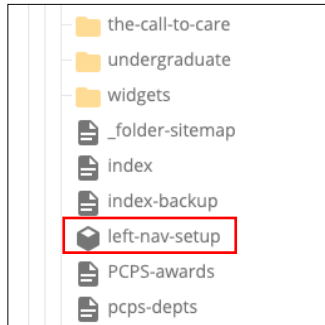 the-call-to-care
undergraduate
widgets
_folder-sitemap
index
index-backup
left-nav-setup
PCPS-awards
pcps-depts